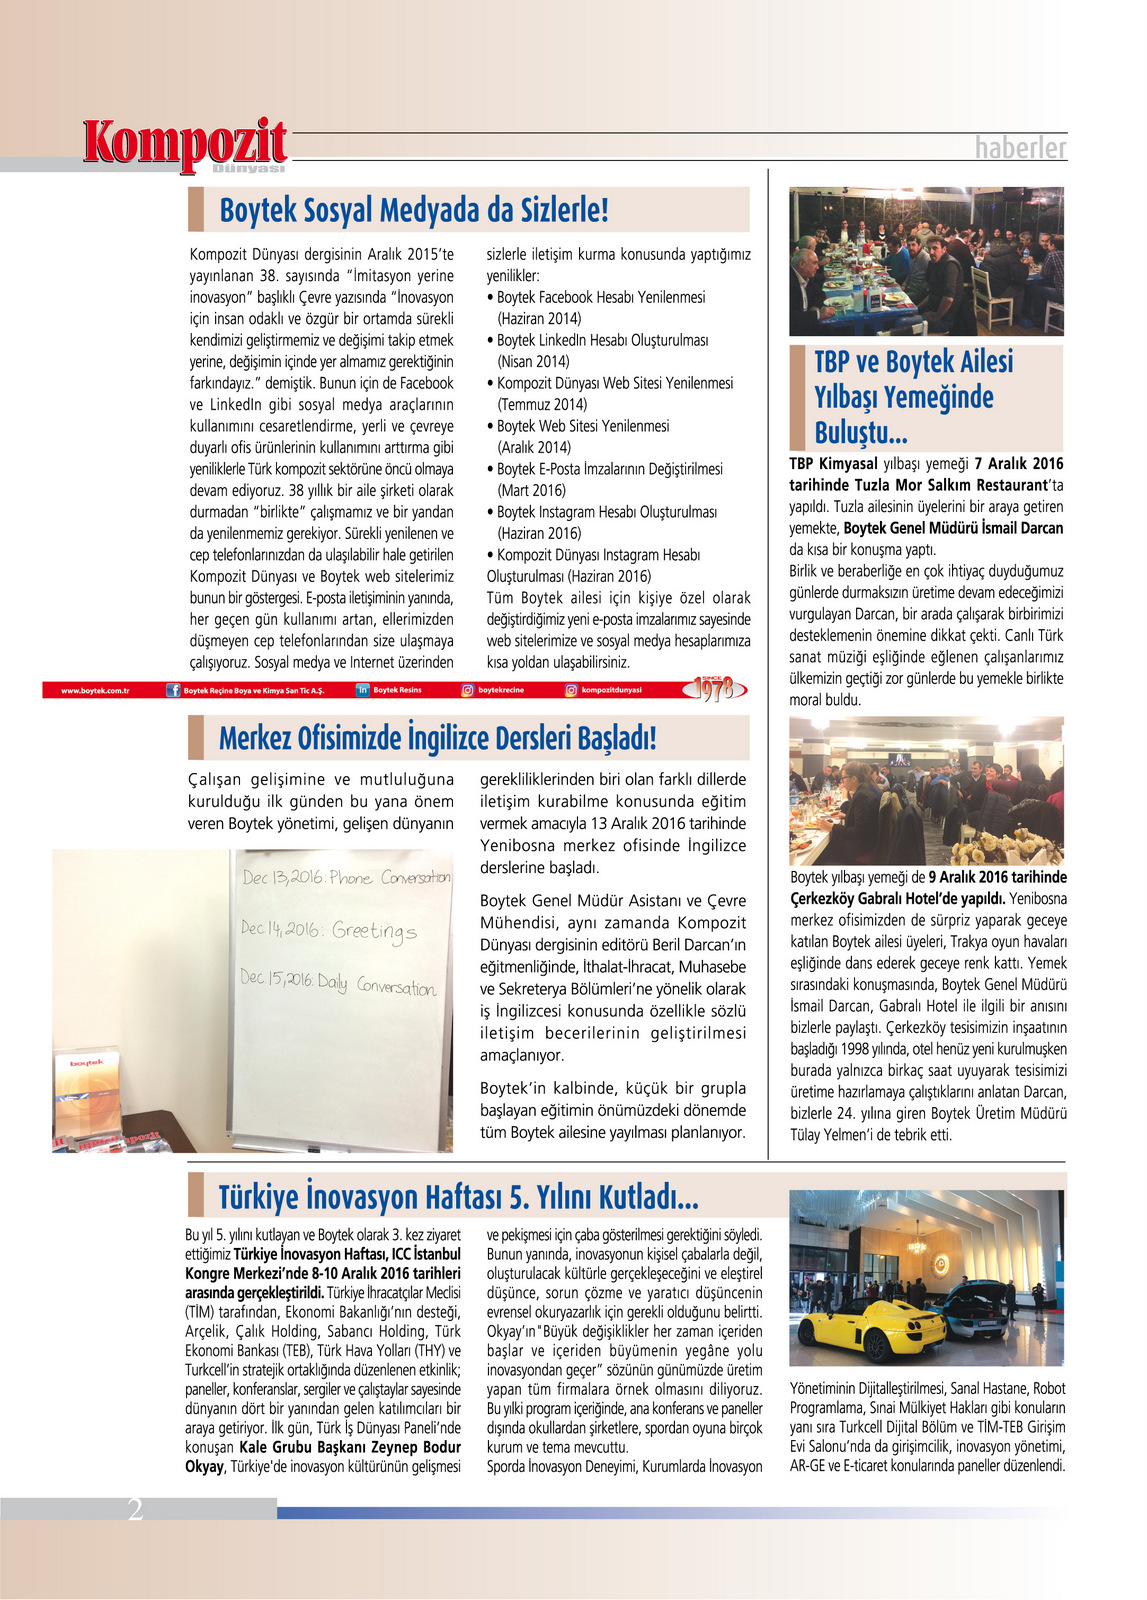 Kompozit
Dünyası
haberler
Boytek Sosyal Medyada da Sizlerle!
Kompozit Dünyası dergisinin Aralık 2015’te
yayınlanan 38. sayısında “İmitasyon yerine
inovasyon” başlıklı Çevre yazısında “İnovasyon
için insan odaklı ve özgür bir ortamda sürekli
kendimizi geliştirmemiz ve değişimi takip etmek
yerine, değişimin içinde yer almamız gerektiğinin
farkındayız.” demiştik. Bunun için de Facebook
ve LinkedIn gibi sosyal medya araçlarının
kullanımını cesaretlendirme, yerli ve çevreye
duyarlı ofis ürünlerinin kullanımını arttırma gibi
yeniliklerle Türk kompozit sektörüne öncü olmaya
devam ediyoruz. 38 yıllık bir aile şirketi olarak
durmadan “birlikte” çalışmamız ve bir yandan
da yenilenmemiz gerekiyor. Sürekli yenilenen ve
cep telefonlarınızdan da ulaşılabilir hale getirilen
Kompozit Dünyası ve Boytek web sitelerimiz
bunun bir göstergesi. E-posta iletişiminin yanında,
her geçen gün kullanımı artan, ellerimizden
düşmeyen cep telefonlarından size ulaşmaya
çalışıyoruz. Sosyal medya ve Internet üzerinden
sizlerle iletişim kurma konusunda yaptığımız
yenilikler:
• Boytek Facebook Hesabı Yenilenmesi
(Haziran 2014)
• Boytek LinkedIn Hesabı Oluşturulması
(Nisan 2014)
• Kompozit Dünyası Web Sitesi Yenilenmesi
(Temmuz 2014)
• Boytek Web Sitesi Yenilenmesi
(Aralık 2014)
• Boytek E-Posta İmzalarının Değiştirilmesi
(Mart 2016)
• Boytek Instagram Hesabı Oluşturulması
(Haziran 2016)
• Kompozit Dünyası Instagram Hesabı
Oluşturulması (Haziran 2016)
Tüm Boytek ailesi için kişiye özel olarak
değiştirdiğimiz yeni e-posta imzalarımız sayesinde
web sitelerimize ve sosyal medya hesaplarımıza
kısa yoldan ulaşabilirsiniz.
www.boytek.com.tr Boytek Reçine Boya ve Kimya San Tic A.Ş. Boytek Resins boytekrecine kompozitdunyasi SINCE 1978
Merkez Ofisimizde İngilizce Dersleri Başladı!
Çalışan gelişimine ve mutluluğuna
kurulduğu ilk günden bu yana önem
veren Boytek yönetimi, gelişen dünyanın
Dec 13,2016: Phone Conversation
Dec 14,2016: Greetings
Dec 15,2016: Daily Conversation
boytek
gerekliliklerinden biri olan farklı dillerde
iletişim kurabilme konusunda eğitim
vermek amacıyla 13 Aralık 2016 tarihinde
Yenibosna merkez ofisinde İngilizce
derslerine başladı.
Boytek Genel Müdür Asistanı ve Çevre
Mühendisi, aynı zamanda Kompozit
Dünyası dergisinin editörü Beril Darcan’ın
eğitmenliğinde, İthalat-İhracat, Muhasebe
ve Sekreterya Bölümleri’ne yönelik olarak
iş İngilizcesi konusunda özellikle sözlü
iletişim becerilerinin geliştirilmesi
amaçlanıyor.
Boytek’in kalbinde, küçük bir grupla
başlayan eğitimin önümüzdeki dönemde
tüm Boytek ailesine yayılması planlanıyor.
TBP ve Boytek Ailesi
Yılbaşı Yemeğinde
Buluştu...
TBP Kimyasal yılbaşı yemeği 7 Aralık 2016
tarihinde Tuzla Mor Salkım Restaurant’ta
yapıldı. Tuzla ailesinin üyelerini bir araya getiren
yemekte, Boytek Genel Müdürü İsmail Darcan
da kısa bir konuşma yaptı.
Birlik ve beraberliğe en çok ihtiyaç duyduğumuz
günlerde durmaksızın üretime devam edeceğimizi
vurgulayan Darcan, bir arada çalışarak birbirimizi
desteklemenin önemine dikkat çekti. Canlı Türk
sanat müziği eşliğinde eğlenen çalışanlarımız
ülkemizin geçtiği zor günlerde bu yemekle birlikte
moral buldu.
Boytek yılbaşı yemeği de 9 Aralık 2016 tarihinde
Çerkezköy Gabralı Hotel’de yapıldı. Yenibosna
merkez ofisimizden de sürpriz yaparak geceye
katılan Boytek ailesi üyeleri, Trakya oyun havaları
eşliğinde dans ederek geceye renk kattı. Yemek
sırasındaki konuşmasında, Boytek Genel Müdürü
İsmail Darcan, Gabralı Hotel ile ilgili bir anısını
bizlerle paylaştı. Çerkezköy tesisimizin inşaatının
başladığı 1998 yılında, otel henüz yeni kurulmuşken
burada yalnızca birkaç saat uyuyarak tesisimizi
üretime hazırlamaya çalıştıklarını anlatan Darcan,
bizlerle 24. yılına giren Boytek Üretim Müdürü
Tülay Yelmen’i de tebrik etti.
Türkiye İnovasyon Haftası 5. Yılını Kutladı...
Bu yıl 5. yılını kutlayan ve Boytek olarak 3. kez ziyaret
ettiğimiz Türkiye İnovasyon Haftası, ICC İstanbul
Kongre Merkezi’nde 8-10 Aralık 2016 tarihleri
arasında gerçekleştirildi. Türkiye İhracatçılar Meclisi
(TİM) tarafından, Ekonomi Bakanlığı’nın desteği,
Arçelik, Çalık Holding, Sabancı Holding, Türk
Ekonomi Bankası (TEB), Türk Hava Yolları (THY) ve
Turkcell’in stratejik ortaklığında düzenlenen etkinlik;
paneller, konferanslar, sergiler ve çalıştaylar sayesinde
dünyanın dört bir yanından gelen katılımcıları bir
araya getiriyor. İlk gün, Türk İş Dünyası Paneli’nde
konuşan Kale Grubu Başkanı Zeynep Bodur
Okyay, Türkiye'de inovasyon kültürünün gelişmesi
ve pekişmesi için çaba gösterilmesi gerektiğini söyledi.
Bunun yanında, inovasyonun kişisel çabalarla değil,
oluşturulacak kültürle gerçekleşeceğini ve eleştirel
düşünce, sorun çözme ve yaratıcı düşüncenin
evrensel okuryazarlık için gerekli olduğunu belirtti.
Okyay’ın"Büyük değişiklikler her zaman içeriden
başlar ve içeriden büyümenin yegâne yolu
inovasyondan geçer” sözünün günümüzde üretim
yapan tüm firmalara örnek olmasını diliyoruz.
Bu yılki program içeriğinde, ana konferans ve paneller
dışında okullardan şirketlere, spordan oyuna birçok
kurum ve tema mevcuttu.
Sporda İnovasyon Deneyimi, Kurumlarda İnovasyon
Yönetiminin Dijitalleştirilmesi, Sanal Hastane, Robot
Programlama, Sınai Mülkiyet Hakları gibi konuların
yanı sıra Turkcell Dijital Bölüm ve TİM-TEB Girişim
Evi Salonu’nda da girişimcilik, inovasyon yönetimi,
AR-GE ve E-ticaret konularında paneller düzenlendi.
2